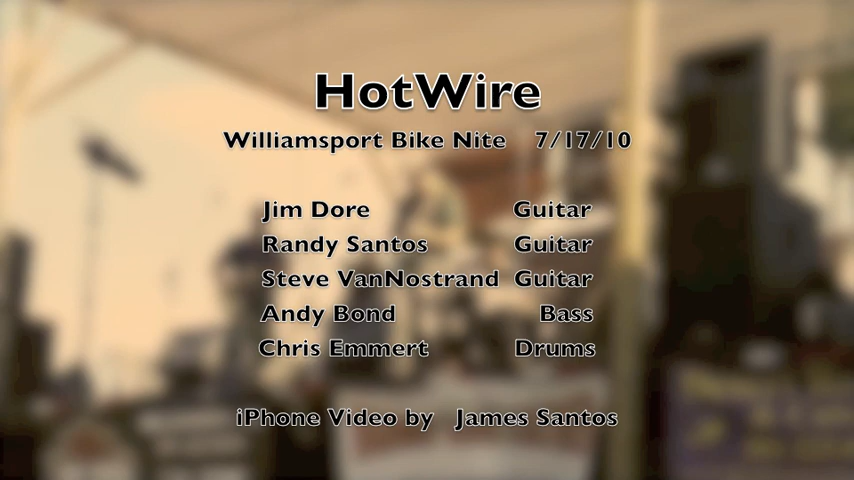 HotWire
Williamsport Bike Nite 7/17/10
Jim Dore Guitar
Randy Santos Guitar
Steve VanNostrand Guitar
Andy Bond Bass
Chris Emmert Drums
iPhone Video by James Santos